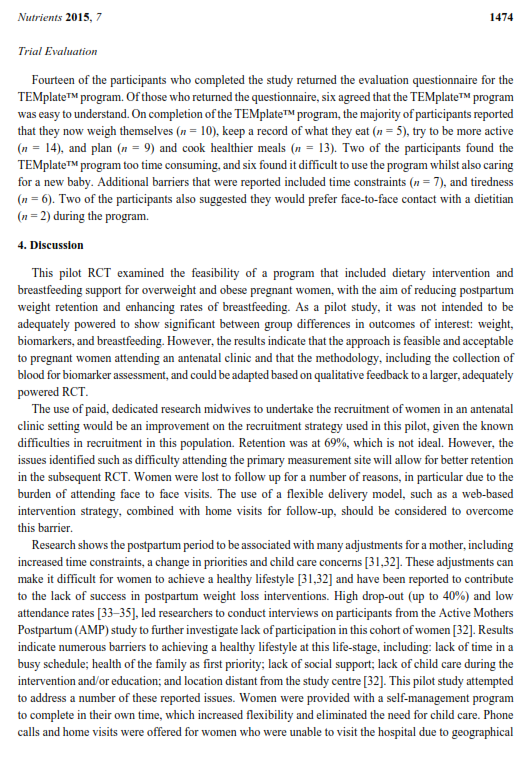 Nutrients 2015, 7
1474
Trial Evaluation
Fourteen of the participants who completed the study returned the evaluation questionnaire for the
TEMplate™ program. Of those who returned the questionnaire, six agreed that the TEMplate™ program
was easy to understand. On completion of the TEMplate™ program, the majority of participants reported
that they now weigh themselves (n = 10), keep a record of what they eat (n = 5), try to be more active
(n = 14), and plan (n = 9) and cook healthier meals (n = 13). Two of the participants found the
TEMplate™ program too time consuming, and six found it difficult to use the program whilst also caring
for a new baby. Additional barriers that were reported included time constraints (n = 7), and tiredness
(n = 6). Two of the participants also suggested they would prefer face-to-face contact with a dietitian
(n = 2) during the program.
4. Discussion
This pilot RCT examined the feasibility of a program that included dietary intervention and
breastfeeding support for overweight and obese pregnant women, with the aim of reducing postpartum
weight retention and enhancing rates of breastfeeding. As a pilot study, it was not intended to be
adequately powered to show significant between group differences in outcomes of interest: weight,
biomarkers, and breastfeeding. However, the results indicate that the approach is feasible and acceptable
to pregnant women attending an antenatal clinic and that the methodology, including the collection of
blood for biomarker assessment, and could be adapted based on qualitative feedback to a larger, adequately
powered RCT.
The use of paid, dedicated research midwives to undertake the recruitment of women in an antenatal
clinic setting would be an improvement on the recruitment strategy used in this pilot, given the known
difficulties in recruitment in this population. Retention was at 69%, which is not ideal. However, the
issues identified such as difficulty attending the primary measurement site will allow for better retention
in the subsequent RCT. Women were lost to follow up for a number of reasons, in particular due to the
burden of attending face to face visits. The use of a flexible delivery model, such as a web-based
intervention strategy, combined with home visits for follow-up, should be considered to overcome
this barrier.
Research shows the postpartum period to be associated with many adjustments for a mother, including
increased time constraints, a change in priorities and child care concerns [31,32]. These adjustments can
make it difficult for women to achieve a healthy lifestyle [31,32] and have been reported to contribute
to the lack of success in postpartum weight loss interventions. High drop-out (up to 40%) and low
attendance rates [33–35], led researchers to conduct interviews on participants from the Active Mothers
Postpartum (AMP) study to further investigate lack of participation in this cohort of women [32]. Results
indicate numerous barriers to achieving a healthy lifestyle at this life-stage, including: lack of time in a
busy schedule; health of the family as first priority; lack of social support; lack of child care during the
intervention and/or education; and location distant from the study centre [32]. This pilot study attempted
to address a number of these reported issues. Women were provided with a self-management program
to complete in their own time, which increased flexibility and eliminated the need for child care. Phone
calls and home visits were offered for women who were unable to visit the hospital due to geographical